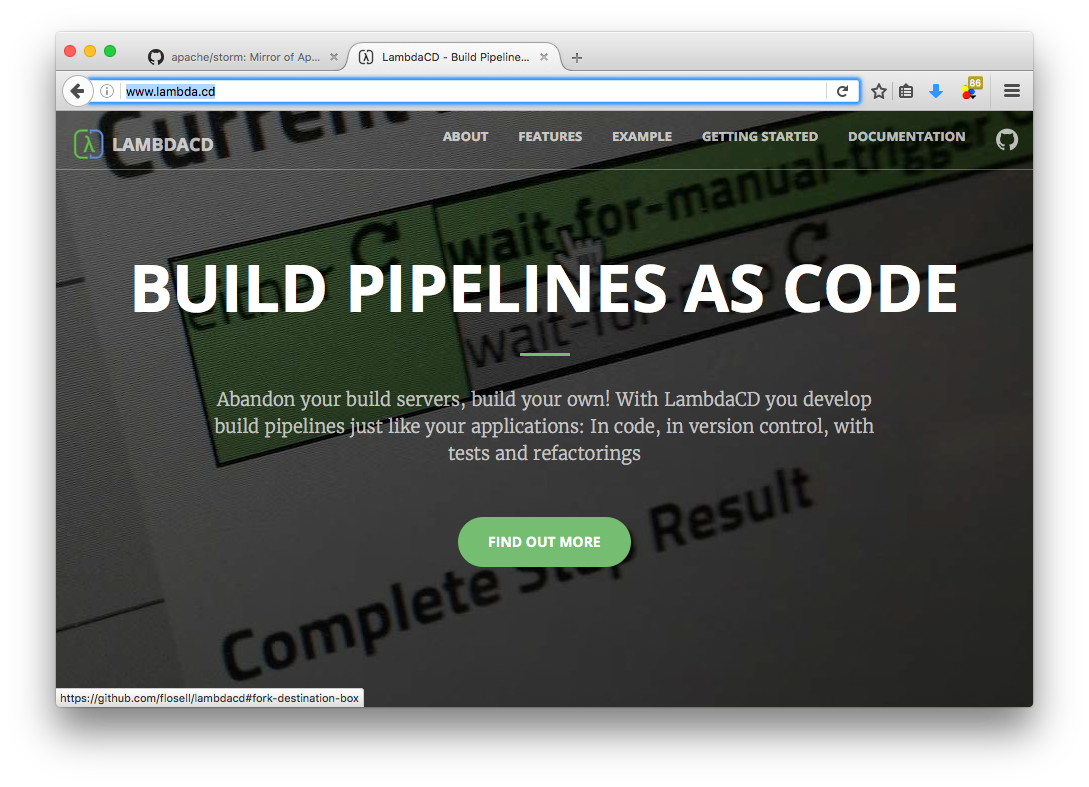 apache/storm: Mirror of Ap...
LambdaCD - Build Pipeline...
www.lambda.cd
86
LAMBDACD
ABOUT
FEATURES
EXAMPLE
GETTING STARTED
DOCUMENTATION
Current
wait-for-manual-trigger
either
wait-for-repo
BUILD PIPELINES AS CODE
Abandon your build servers, build your own! With LambdaCD you develop
build pipelines just like your applications: In code, in version control, with
tests and refactorings
FIND OUT MORE
Complete Step Result
https://github.com/flosell/lambdacd#fork-destination-box